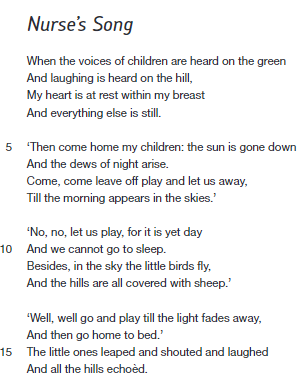 Nurse's Song
When the voices of children are heard on the green
And laughing is heard on the hill,
My heart is at rest within my breast
And everything else is still.
5 ‘Then come home my children: the sun is gone down
And the dews of night arise.
Come, come leave off play and let us away,
Till the morning appears in the skies.’
‘No, no, let us play, for it is yet day
10 And we cannot go to sleep.
Besides, in the sky the little birds fly,
And the hills are all covered with sheep.’
‘Well, well go and play till the light fades away,
And then go home to bed.’
15 The little ones leaped and shouted and laughed
And all the hills echoèd.